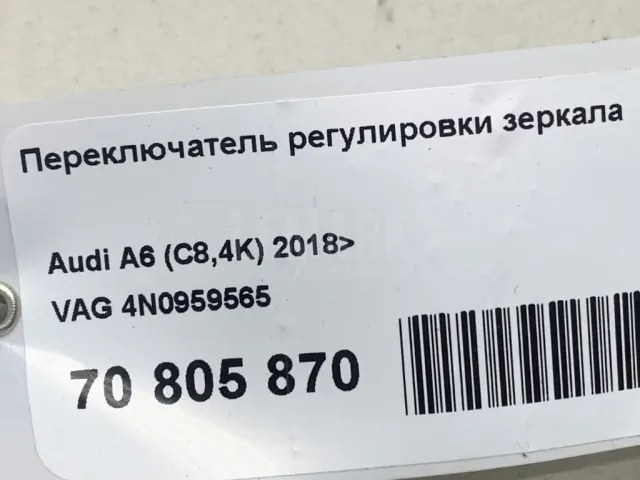 Переключатель регулировки зеркала
Audi A6 (C8,4K) 2018>
VAG 4N0959565
70 805 870